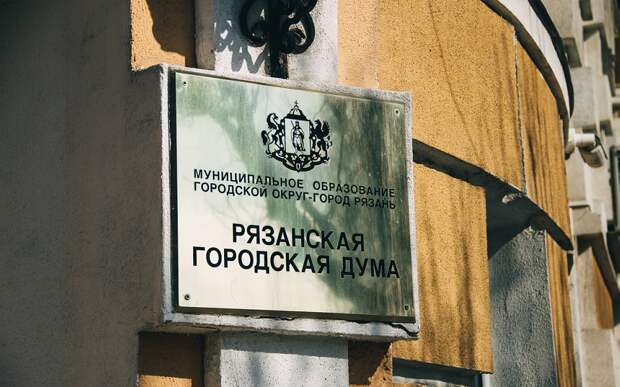 МУНИЦИПАЛЬНОЕ ОБРАЗОВАНИЕ
ГОРОДСКОЙ ОКРУГ-ГОРОД РЯЗАНЬ
РЯЗАНСКАЯ
ГОРОДСКАЯ ДУМА